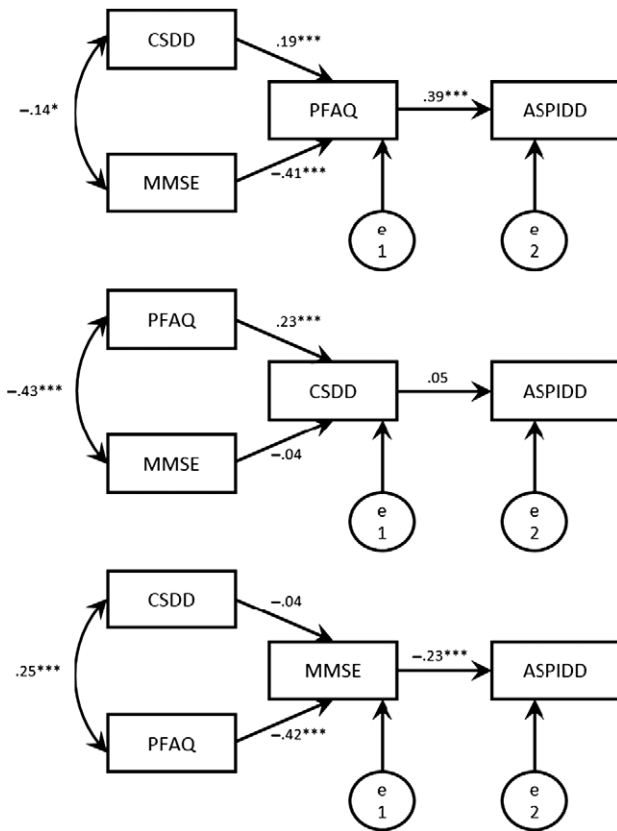 CSDD
.19***
–.14*
PFAQ
.39***
ASPIDD
MMSE
–.41***
e
1
e
2
PFAQ
.23***
–.43***
CSDD
.05
ASPIDD
MMSE
–.04
e
1
e
2
CSDD
–.04
.25***
MMSE
–.23***
ASPIDD
PFAQ
–.42***
e
1
e
2